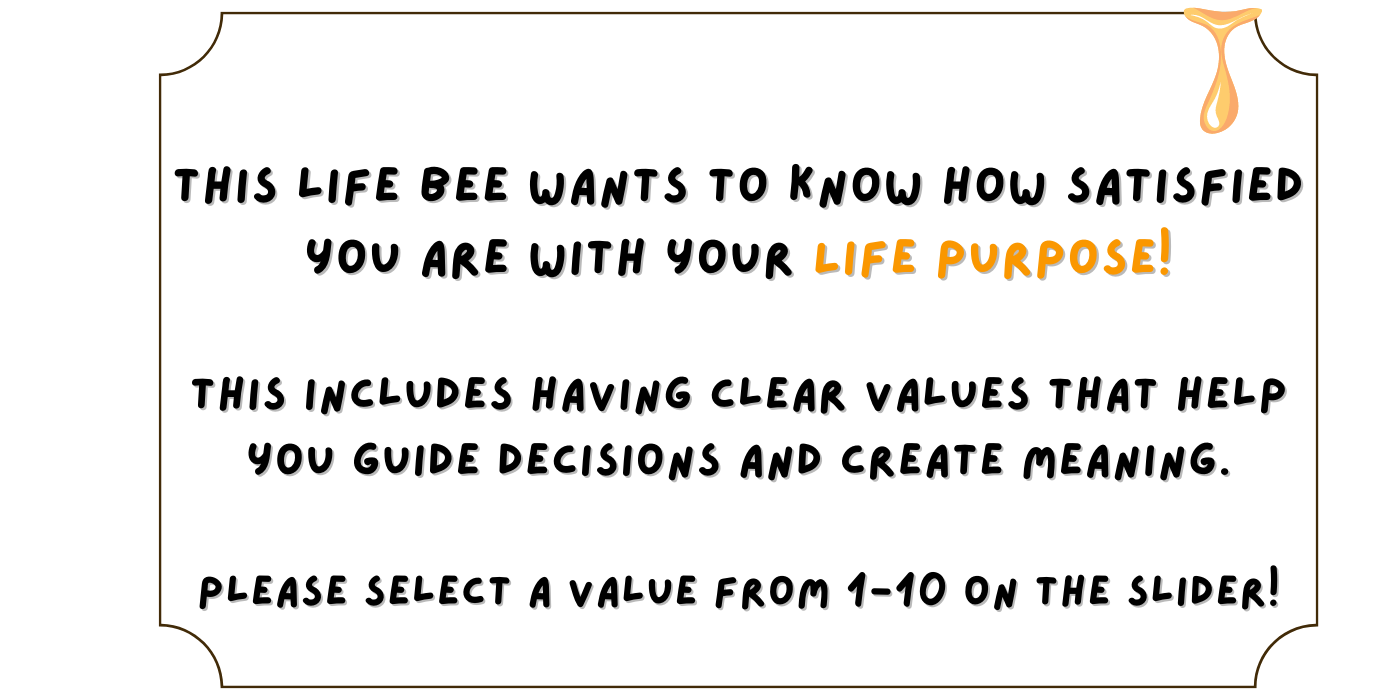 THIS LIFE BEE WANTS TO KNOW HOW SATISFIED
YOU ARE WITH YOUR LIFE PURPOSE!
THIS INCLUDES HAVING CLEAR VALUES THAT HELP
YOU GUIDE DECISIONS AND CREATE MEANING.
PLEASE SELECT A VALUE FROM 1-10 ON THE SLIDER!